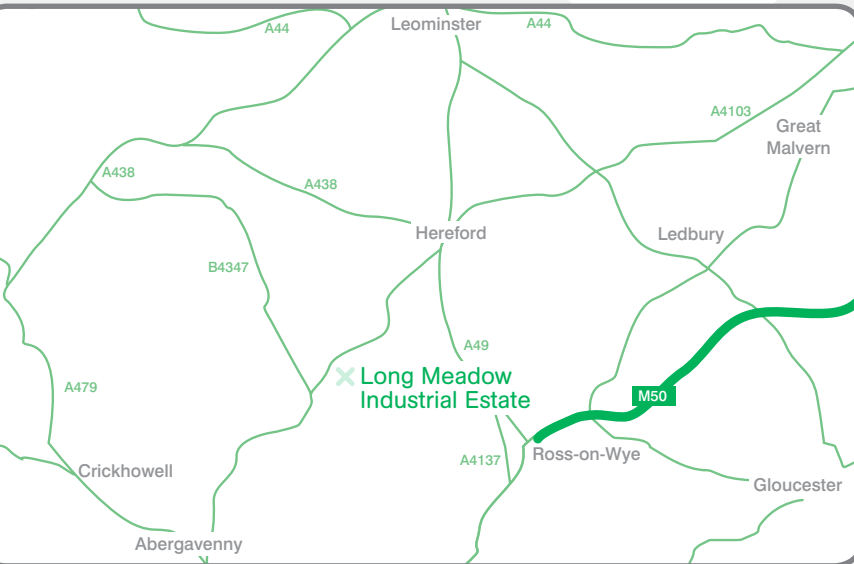 Leominster
A44
A44
A4103
Great
Malvern
A438
A438
Hereford
Ledbury
B4347
A49
Long Meadow
Industrial Estate
A479
M50
Ross-on-Wye
A4137
Crickhowell
Gloucester
Abergavenny